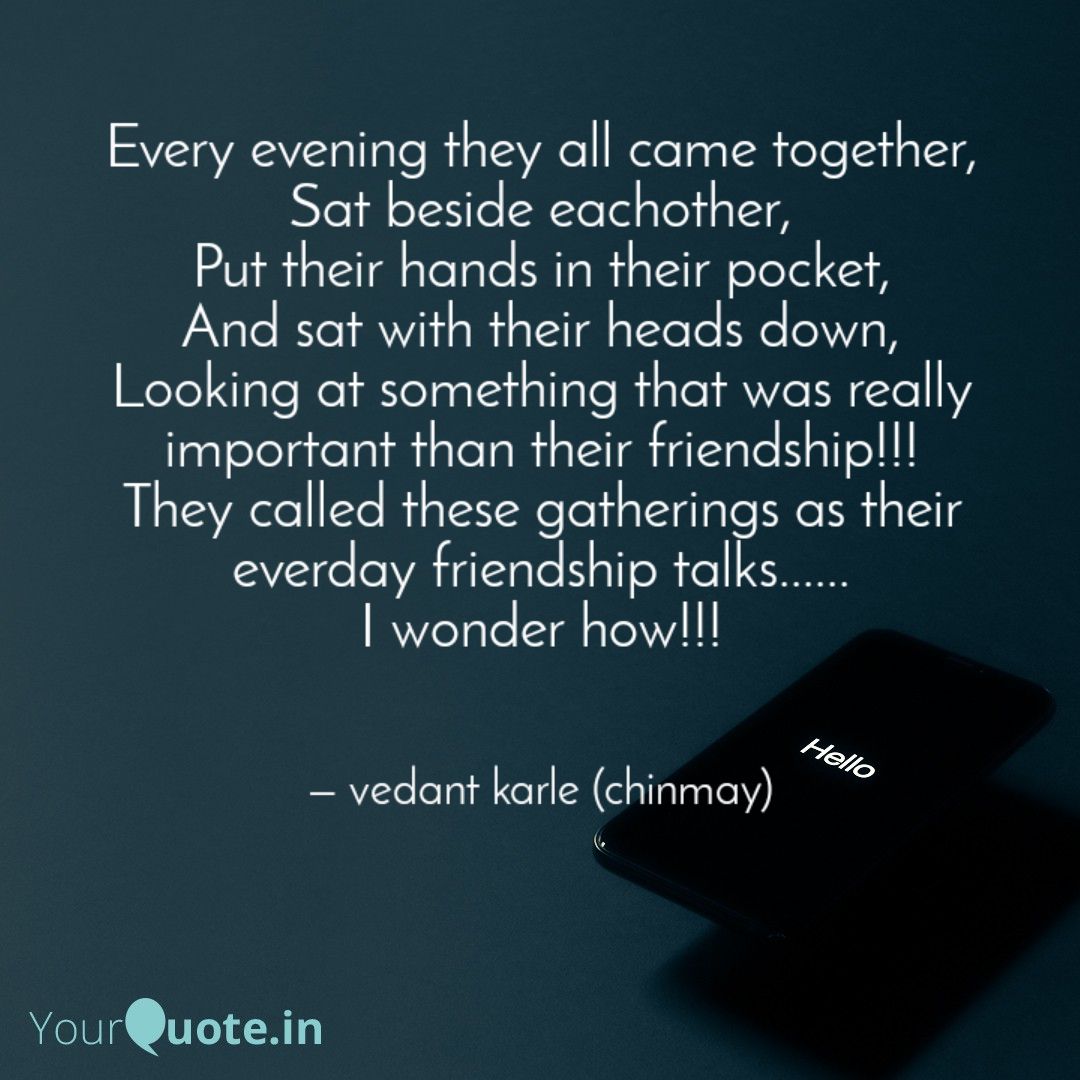 Every evening they all came together,
Sat beside eachother,
Put their hands in their pocket,
And sat with their heads down,
Looking at something that was really
important than their friendship!!!
They called these gatherings as their
everday friendship talks......
I wonder how!!!
Hello
– vedant karle (chinmay)
YourQuote.in